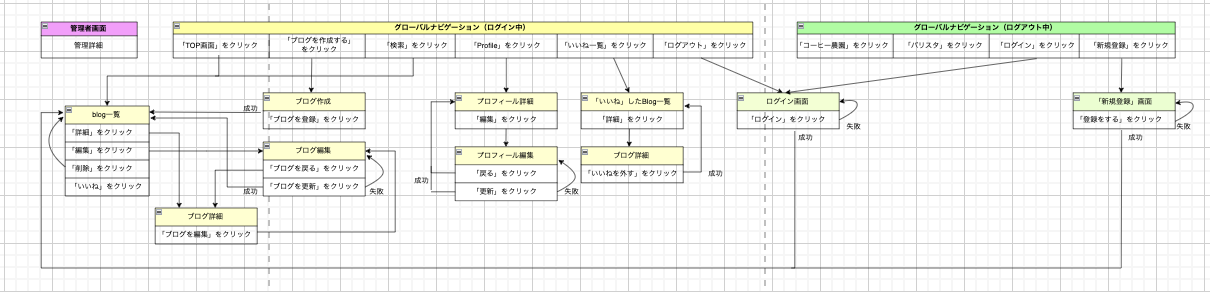 管理者画面
管理詳細
グローバルナビゲーション（ログイン中）
「TOP画面」をクリック
「ブログを作成する」
をクリック
「検索」をクリック
「Profile」をクリック
「いいね一覧」をクリック
「ログアウト」をクリック
グローバルナビゲーション（ログアウト中）
「コーヒー農園」をクリック
「バリスタ」をクリック
「ログイン」をクリック
「新規登録」をクリック
blog一覧
「詳細」をクリック
「編集」をクリック
「削除」をクリック
「いいね」をクリック
成功
ブログ作成
「ブログを登録」をクリック
ブログ編集
「ブログを戻る」をクリック
「ブログを更新」をクリック
成功
失敗
ブログ詳細
「ブログを編集」をクリック
プロフィール詳細
「編集」をクリック
プロフィール編集
「戻る」をクリック
「更新」をクリック
成功
失敗
「いいね」したBlog一覧
「詳細」をクリック
ブログ詳細
「いいねを外す」をクリック
成功
ログイン画面
「ログイン」をクリック
失敗
成功
「新規登録」画面
「登録をする」をクリック
失敗
成功